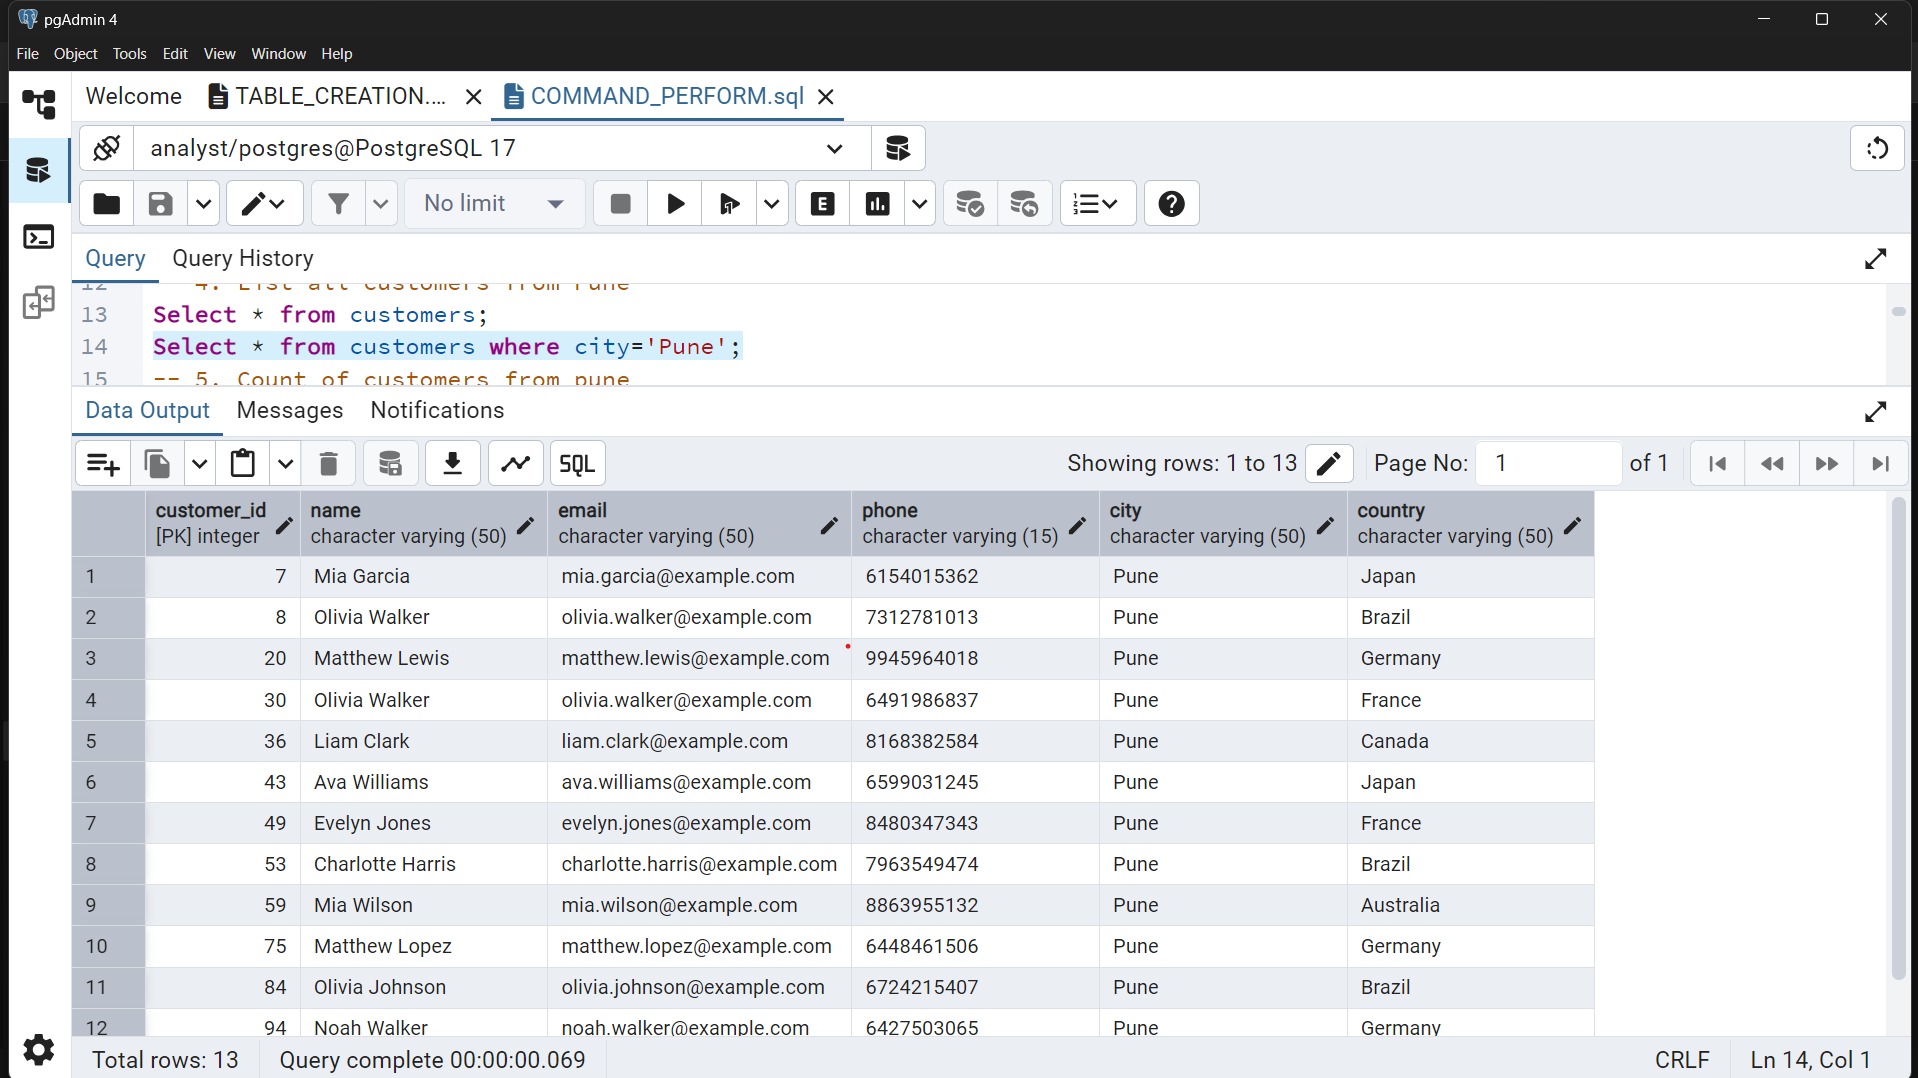 pgAdmin 4
File Object Tools Edit View Window Help
Welcome TABLE_CREATION.... COMMAND_PERFORM.sql
analyst/postgres@PostgreSQL 17
No limit
Query Query History
12 -- 4. List all customers from Pune
13 Select * from customers;
14 Select * from customers where city='Pune';
15 -- 5. Count of customers from pune
Data Output Messages Notifications
SQL Showing rows: 1 to 13 Page No: 1 of 1
customer_id name email phone city country
[PK] integer character varying (50) character varying (50) character varying (15) character varying (50) character varying (50)
1 7 Mia Garcia mia.garcia@example.com 6154015362 Pune Japan
2 8 Olivia Walker olivia.walker@example.com 7312781013 Pune Brazil
3 20 Matthew Lewis matthew.lewis@example.com 9945964018 Pune Germany
4 30 Olivia Walker olivia.walker@example.com 6491986837 Pune France
5 36 Liam Clark liam.clark@example.com 8168382584 Pune Canada
6 43 Ava Williams ava.williams@example.com 6599031245 Pune Japan
7 49 Evelyn Jones evelyn.jones@example.com 8480347343 Pune France
8 53 Charlotte Harris charlotte.harris@example.com 7963549474 Pune Brazil
9 59 Mia Wilson mia.wilson@example.com 8863955132 Pune Australia
10 75 Matthew Lopez matthew.lopez@example.com 6448461506 Pune Germany
11 84 Olivia Johnson olivia.johnson@example.com 6724215407 Pune Brazil
12 94 Noah Walker noah.walker@example.com 6427503065 Pune Germany
Total rows: 13 Query complete 00:00:00.069 CRLF Ln 14, Col 1